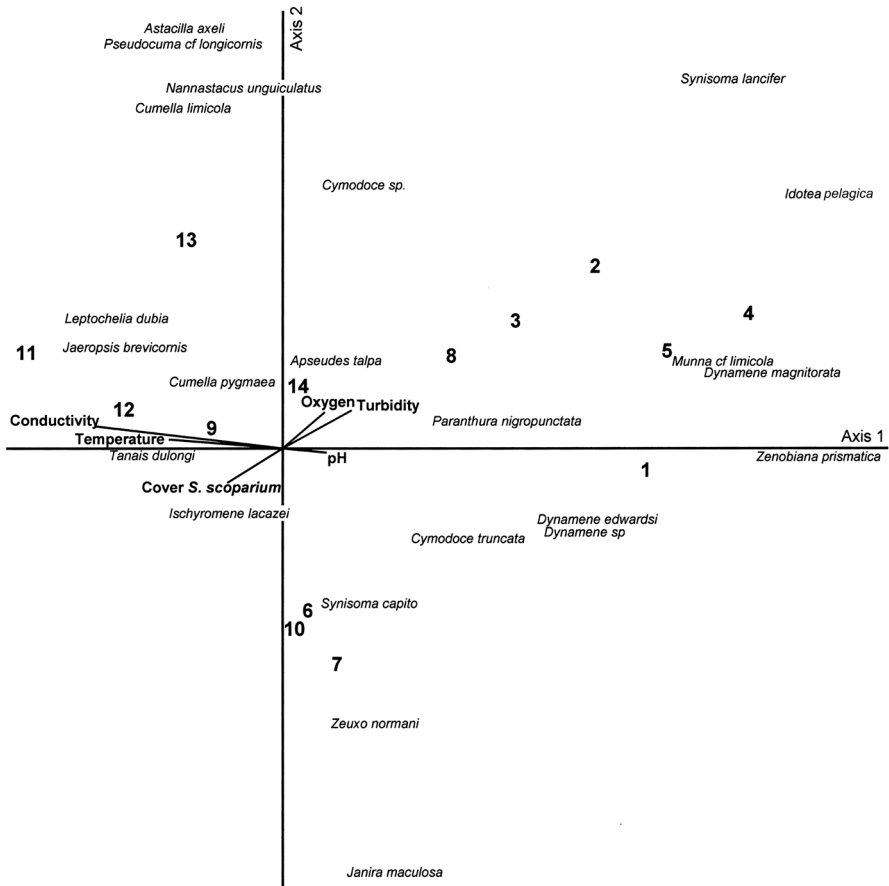 Astacilla axeli
Pseudocuma cf longicornis
Axis 2
Nannastacus unguiculatus
Synisoma lancifer
Cumella limicola
Cymodoce sp.
Idotea pelagica
13
2
Leptochelia dubia
3
4
11
Jaeropsis brevicornis
8
5
Apseudes talpa
Munna cf limicola
Dynamene magnitorata
Cumella pygmaea
14
Oxygen
Turbidity
12
Conductivity
9
Paranthura nigropunctata
Temperature
Axis 1
Tanais dulongi
pH
Zenobiana prismatica
1
Cover S. scoparium
Ischyromene lacazei
Dynamene edwardsi
Cymodoce truncata
Dynamene sp
6
Synisoma capito
10
7
Zeuxo normani
Janira maculosa